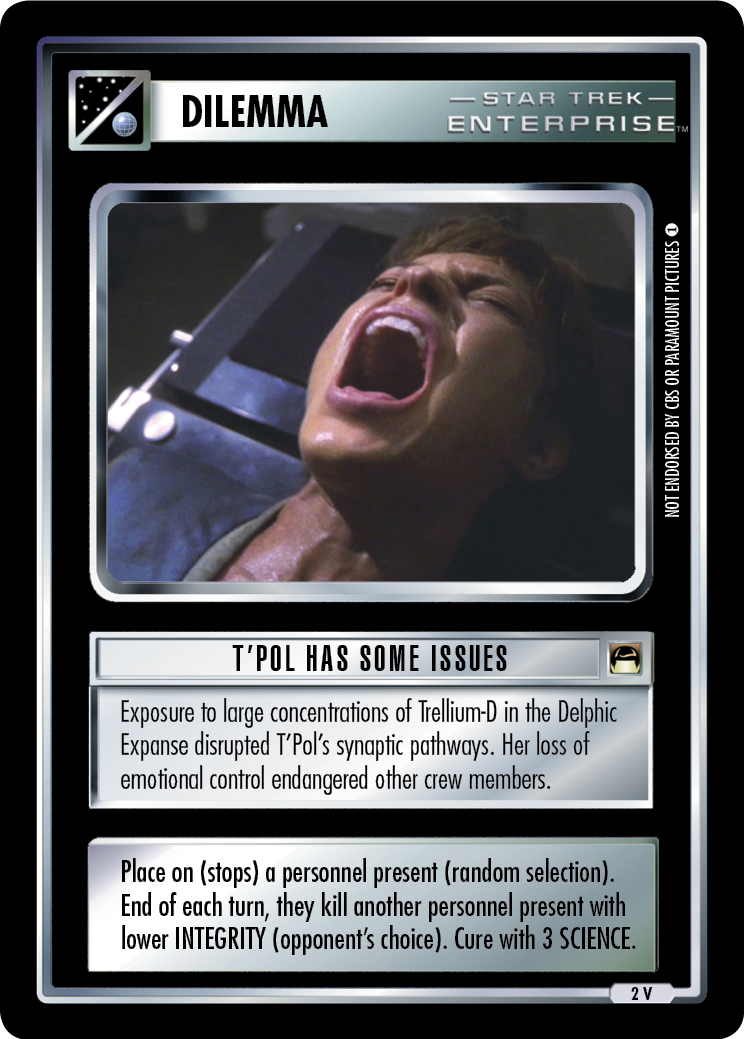 DILEMMA
— STAR TREK —
ENTERPRISE™
NOT ENDORSED BY CBS OR PARAMOUNT PICTURES 1
T'POL HAS SOME ISSUES
Exposure to large concentrations of Trellium-D in the Delphic
Expanse disrupted T'Pol's synaptic pathways. Her loss of
emotional control endangered other crew members.
Place on (stops) a personnel present (random selection).
End of each turn, they kill another personnel present with
lower INTEGRITY (opponent's choice). Cure with 3 SCIENCE.
2 V